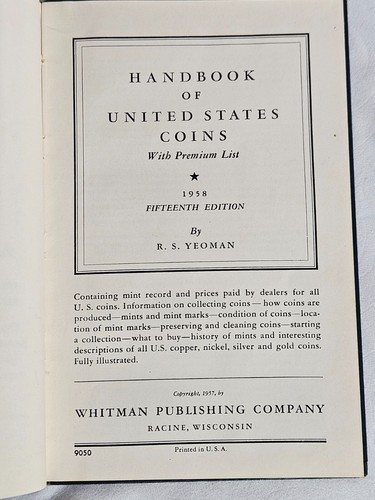 HANDBOOK
OF
UNITED STATES
COINS
With Premium List
★
1958
FIFTEENTH EDITION
By
R. S. YEOMAN
Containing mint record and prices paid by dealers for all
U. S. coins. Information on collecting coins—how coins are
produced—mints and mint marks—condition of coins—loca-
tion of mint marks—preserving and cleaning coins—starting
a collection—what to buy—history of mints and interesting
descriptions of all U.S. copper, nickel, silver and gold coins.
Fully illustrated.
Copyright, 1957, by
WHITMAN PUBLISHING COMPANY
RACINE, WISCONSIN
9050 Printed in U. S. A.